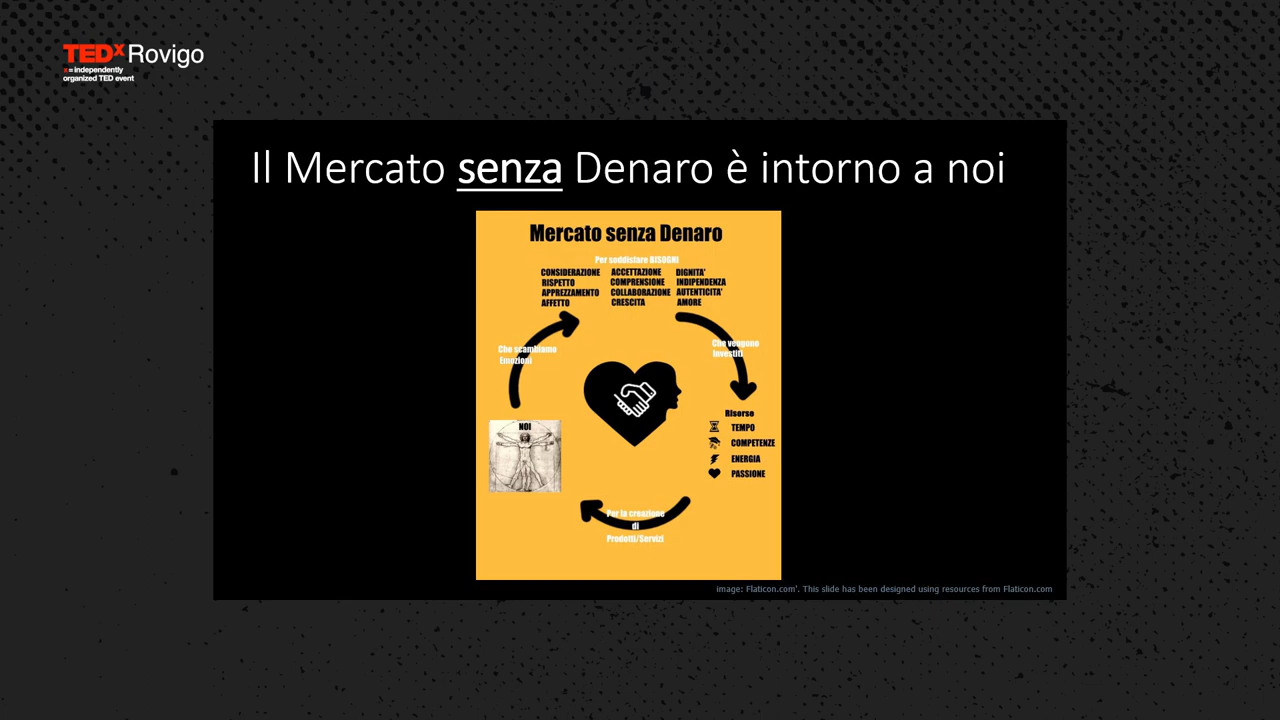 TEDxRovigo
x = independently
organized TED event
Il Mercato senza Denaro è intorno a noi
Mercato senza Denaro
Per soddisfare BISOGNI
CONSIDERAZIONE
RISPETTO
APPREZZAMENTO
AFFETTO
ACCETTAZIONE
COMPRENSIONE
COLLABORAZIONE
CRESCITA
DIGNITA'
INDIPENDENZA
AUTENTICITA'
AMORE
Che scambiamo
Emozioni
Che vengono
Investiti
NOI
Risorse
TEMPO
COMPETENZE
ENERGIA
PASSIONE
Per la creazione
di
Prodotti/Servizi
image: Flaticon.com'. This slide has been designed using resources from Flaticon.com